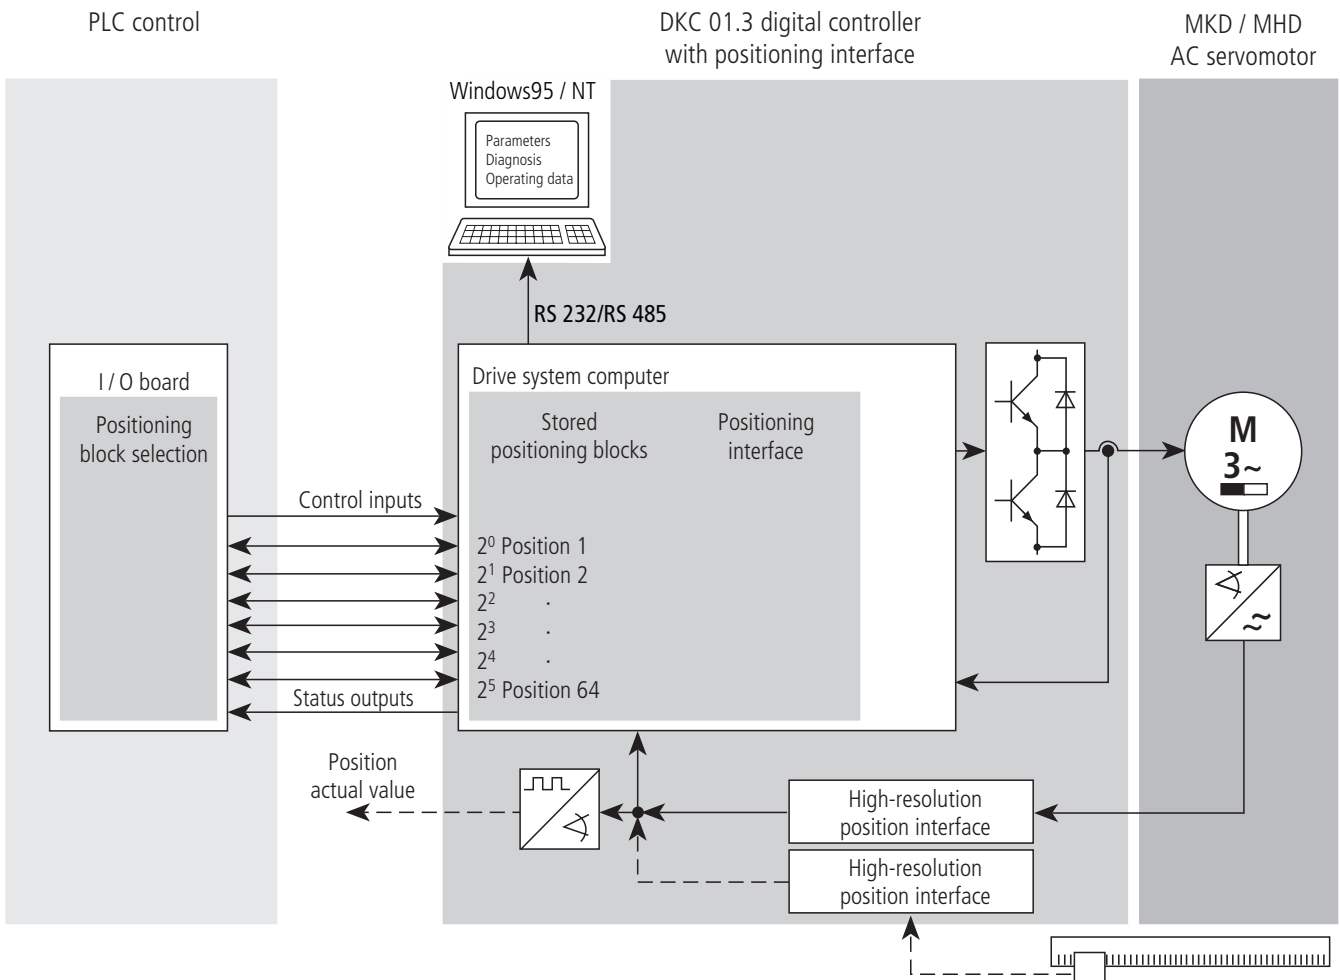 PLC control
DKC 01.3 digital controller
with positioning interface
MKD / MHD
AC servomotor
Windows95 / NT
Parameters
Diagnosis
Operating data
RS 232/RS 485
I / O board
Positioning
block selection
Drive system computer
Stored
positioning blocks
Positioning
interface
Control inputs
2⁰ Position 1
2¹ Position 2
2² .
2³ .
2⁴ .
2⁵ Position 64
Status outputs
M
3~
Position
actual value
High-resolution
position interface
High-resolution
position interface